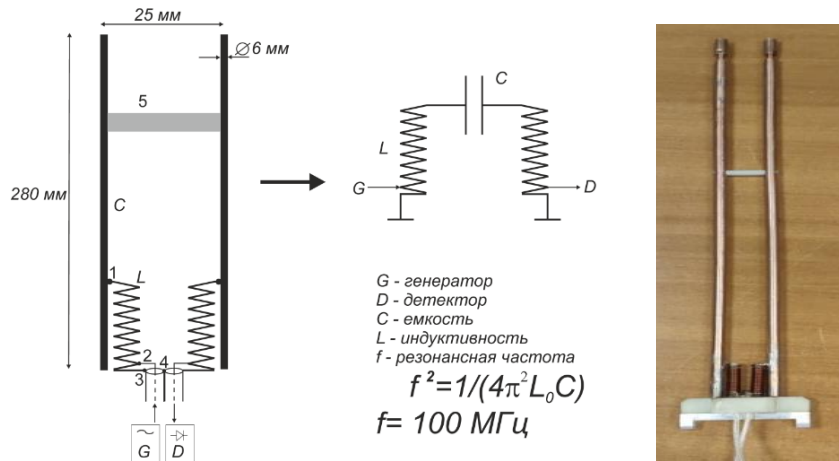 25 мм
∅6 мм
5
280 мм
C
1
L
2
3
4
G
D
C
L
G
D
G - генератор
D - детектор
C - емкость
L - индуктивность
f - резонансная частота
f²=1/(4π²L₀C)
f= 100 МГц